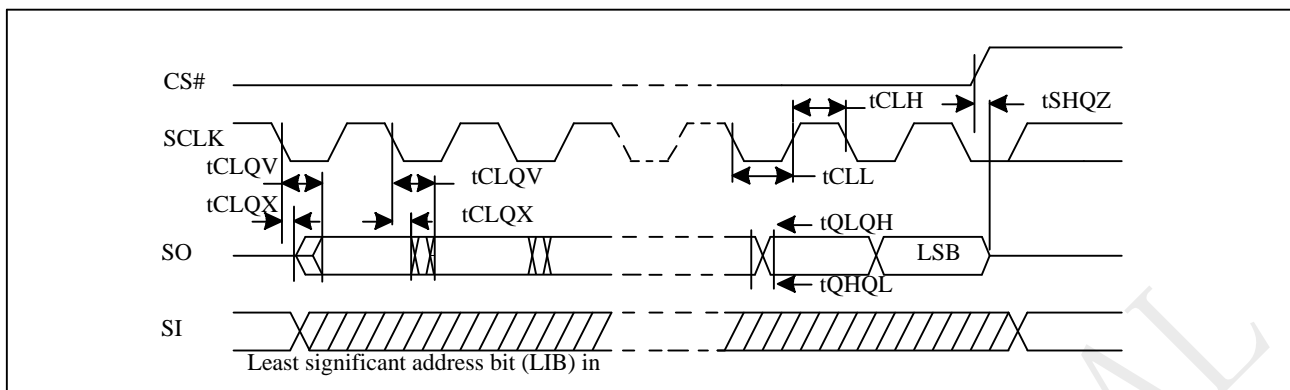 CS#
tCLH
tSHQZ
SCLK
tCLQV
tCLQV
tCLL
tCLQX
tCLQX
tQLQH
SO
LSB
tQHQL
SI
Least significant address bit (LIB) in